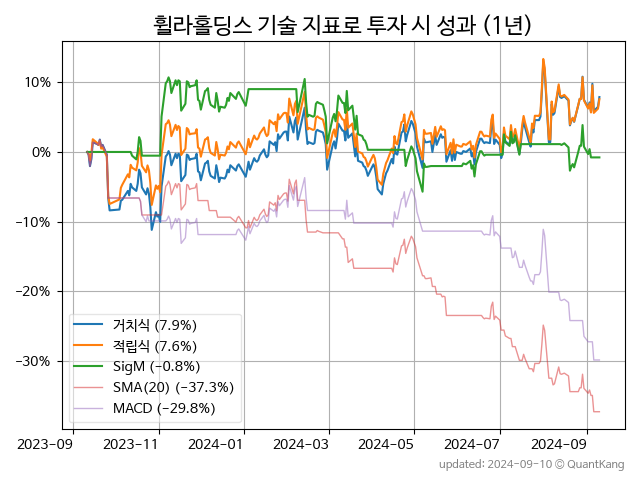 휠라홀딩스 기술 지표로 투자 시 성과 (1년)
10%
0%
−10%
−20%
−30%
거치식 (7.9%)
적립식 (7.6%)
SigM (−0.8%)
SMA(20) (−37.3%)
MACD (−29.8%)
2023-09
2023-11
2024-01
2024-03
2024-05
2024-07
2024-09
updated: 2024-09-10 © QuantKang